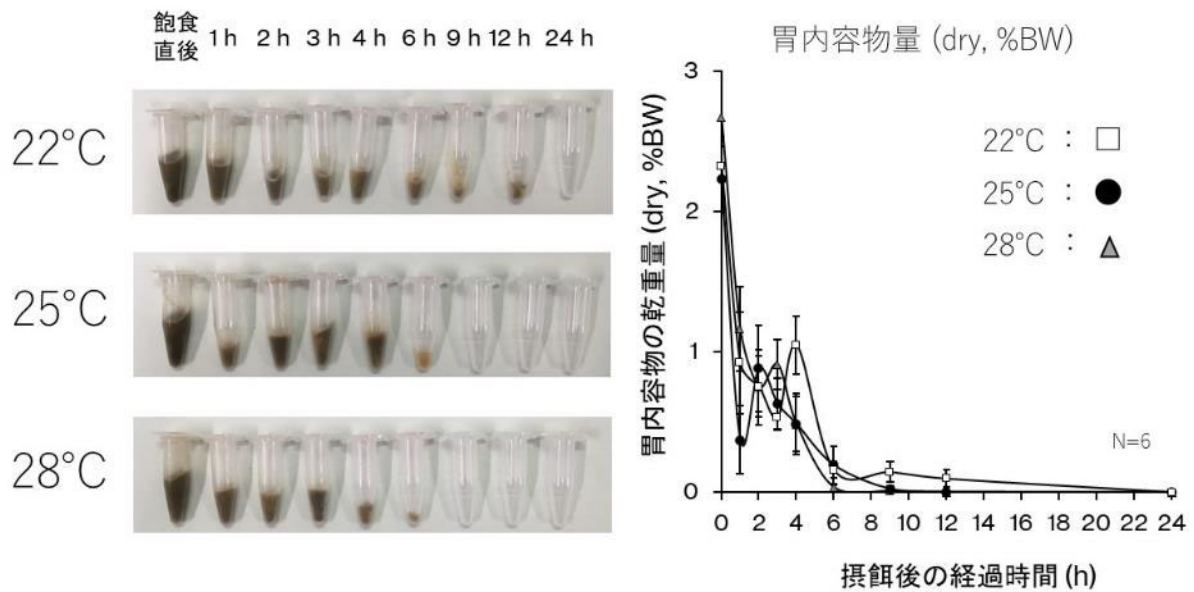 飽食
直後 1 h 2 h 3 h 4 h 6 h 9 h 12 h 24 h
22°C
25°C
28°C
胃内容物量 (dry, %BW)
胃内容物の乾重量 (dry, %BW)
3
2
1
0
22°C : □
25°C : ●
28°C : ▲
N=6
0 2 4 6 8 10 12 14 16 18 20 22 24
摂餌後の経過時間 (h)